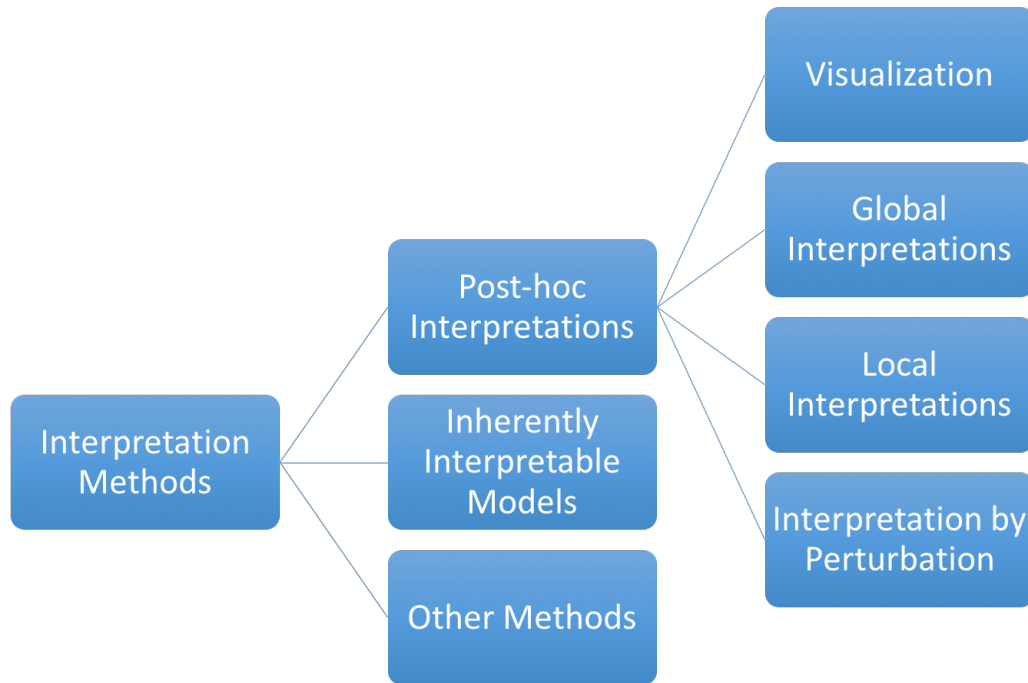 Interpretation
Methods
Post-hoc
Interpretations
Inherently
Interpretable
Models
Other Methods
Visualization
Global
Interpretations
Local
Interpretations
Interpretation by
Perturbation